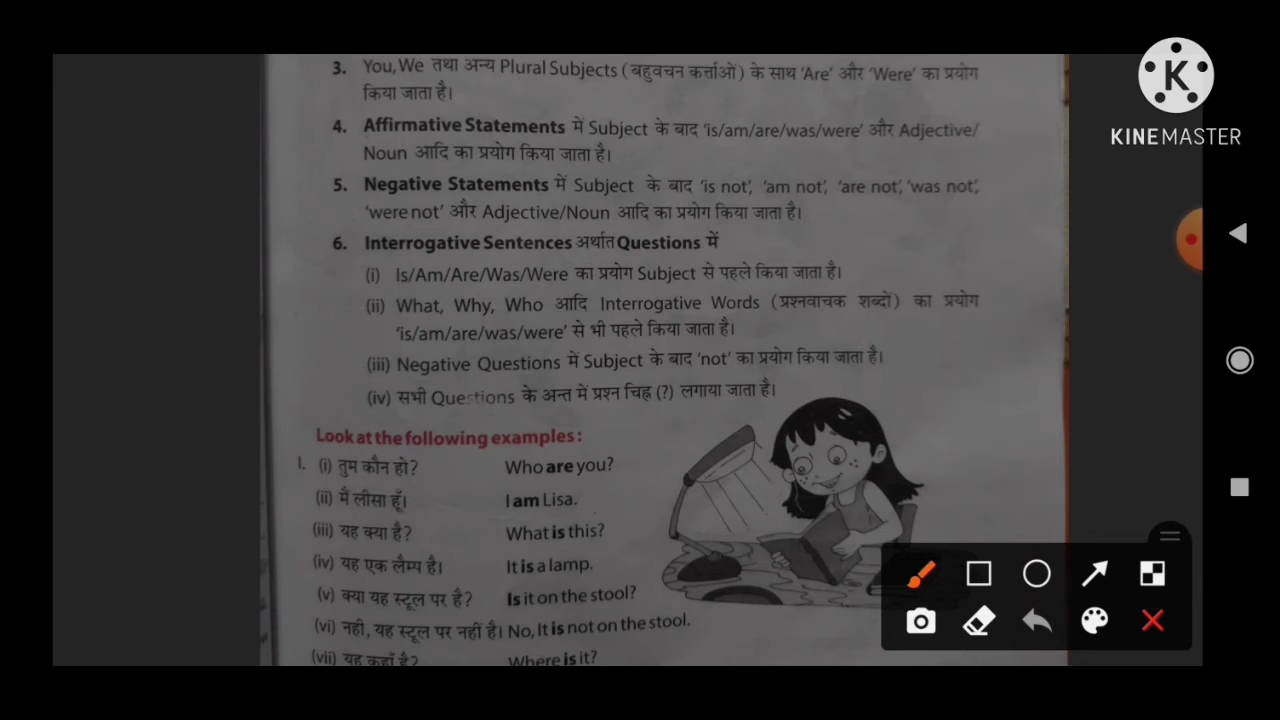 KINEMASTER
3. You, We तथा अन्य Plural Subjects (बहुवचन कर्त्ताओं) के साथ 'Are' और 'Were' का प्रयोग
किया जाता है।
4. Affirmative Statements में Subject के बाद 'is/am/are/was/were' और Adjective/
Noun आदि का प्रयोग किया जाता है।
5. Negative Statements में Subject के बाद 'is not', 'am not', 'are not', 'was not',
'were not' और Adjective/Noun आदि का प्रयोग किया जाता है।
6. Interrogative Sentences अर्थात Questions में
(i) Is/Am/Are/Was/Were का प्रयोग Subject से पहले किया जाता है।
(ii) What, Why, Who आदि Interrogative Words (प्रश्नवाचक शब्दों) का प्रयोग
'is/am/are/was/were' से भी पहले किया जाता है।
(iii) Negative Questions में Subject के बाद 'not' का प्रयोग किया जाता है।
(iv) सभी Questions के अन्त में प्रश्न चिह्न (?) लगाया जाता है।
Look at the following examples :
I. (i) तुम कौन हो? Who are you?
(ii) मैं लीसा हूँ। I am Lisa.
(iii) यह क्या है? What is this?
(iv) यह एक लैम्प है। It is a lamp.
(v) क्या यह स्टूल पर है? Is it on the stool?
(vi) नही, यह स्टूल पर नहीं है। No, It is not on the stool.
(vii) यह कहाँ है? Where is it?